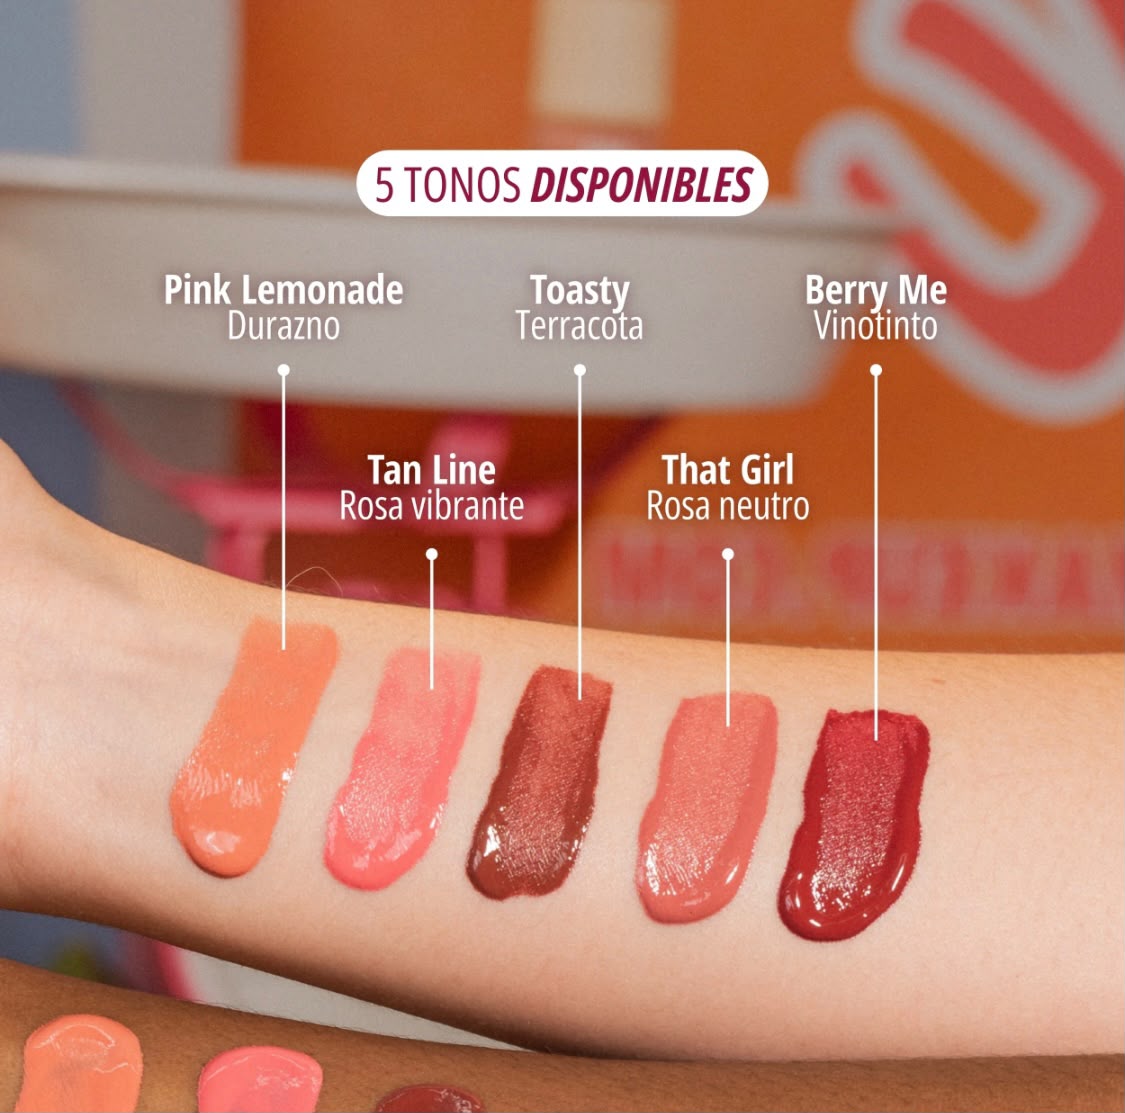 5 TONOS DISPONIBLES
Pink Lemonade
Durazno
Toasty
Terracota
Berry Me
Vinotinto
Tan Line
Rosa vibrante
That Girl
Rosa neutro